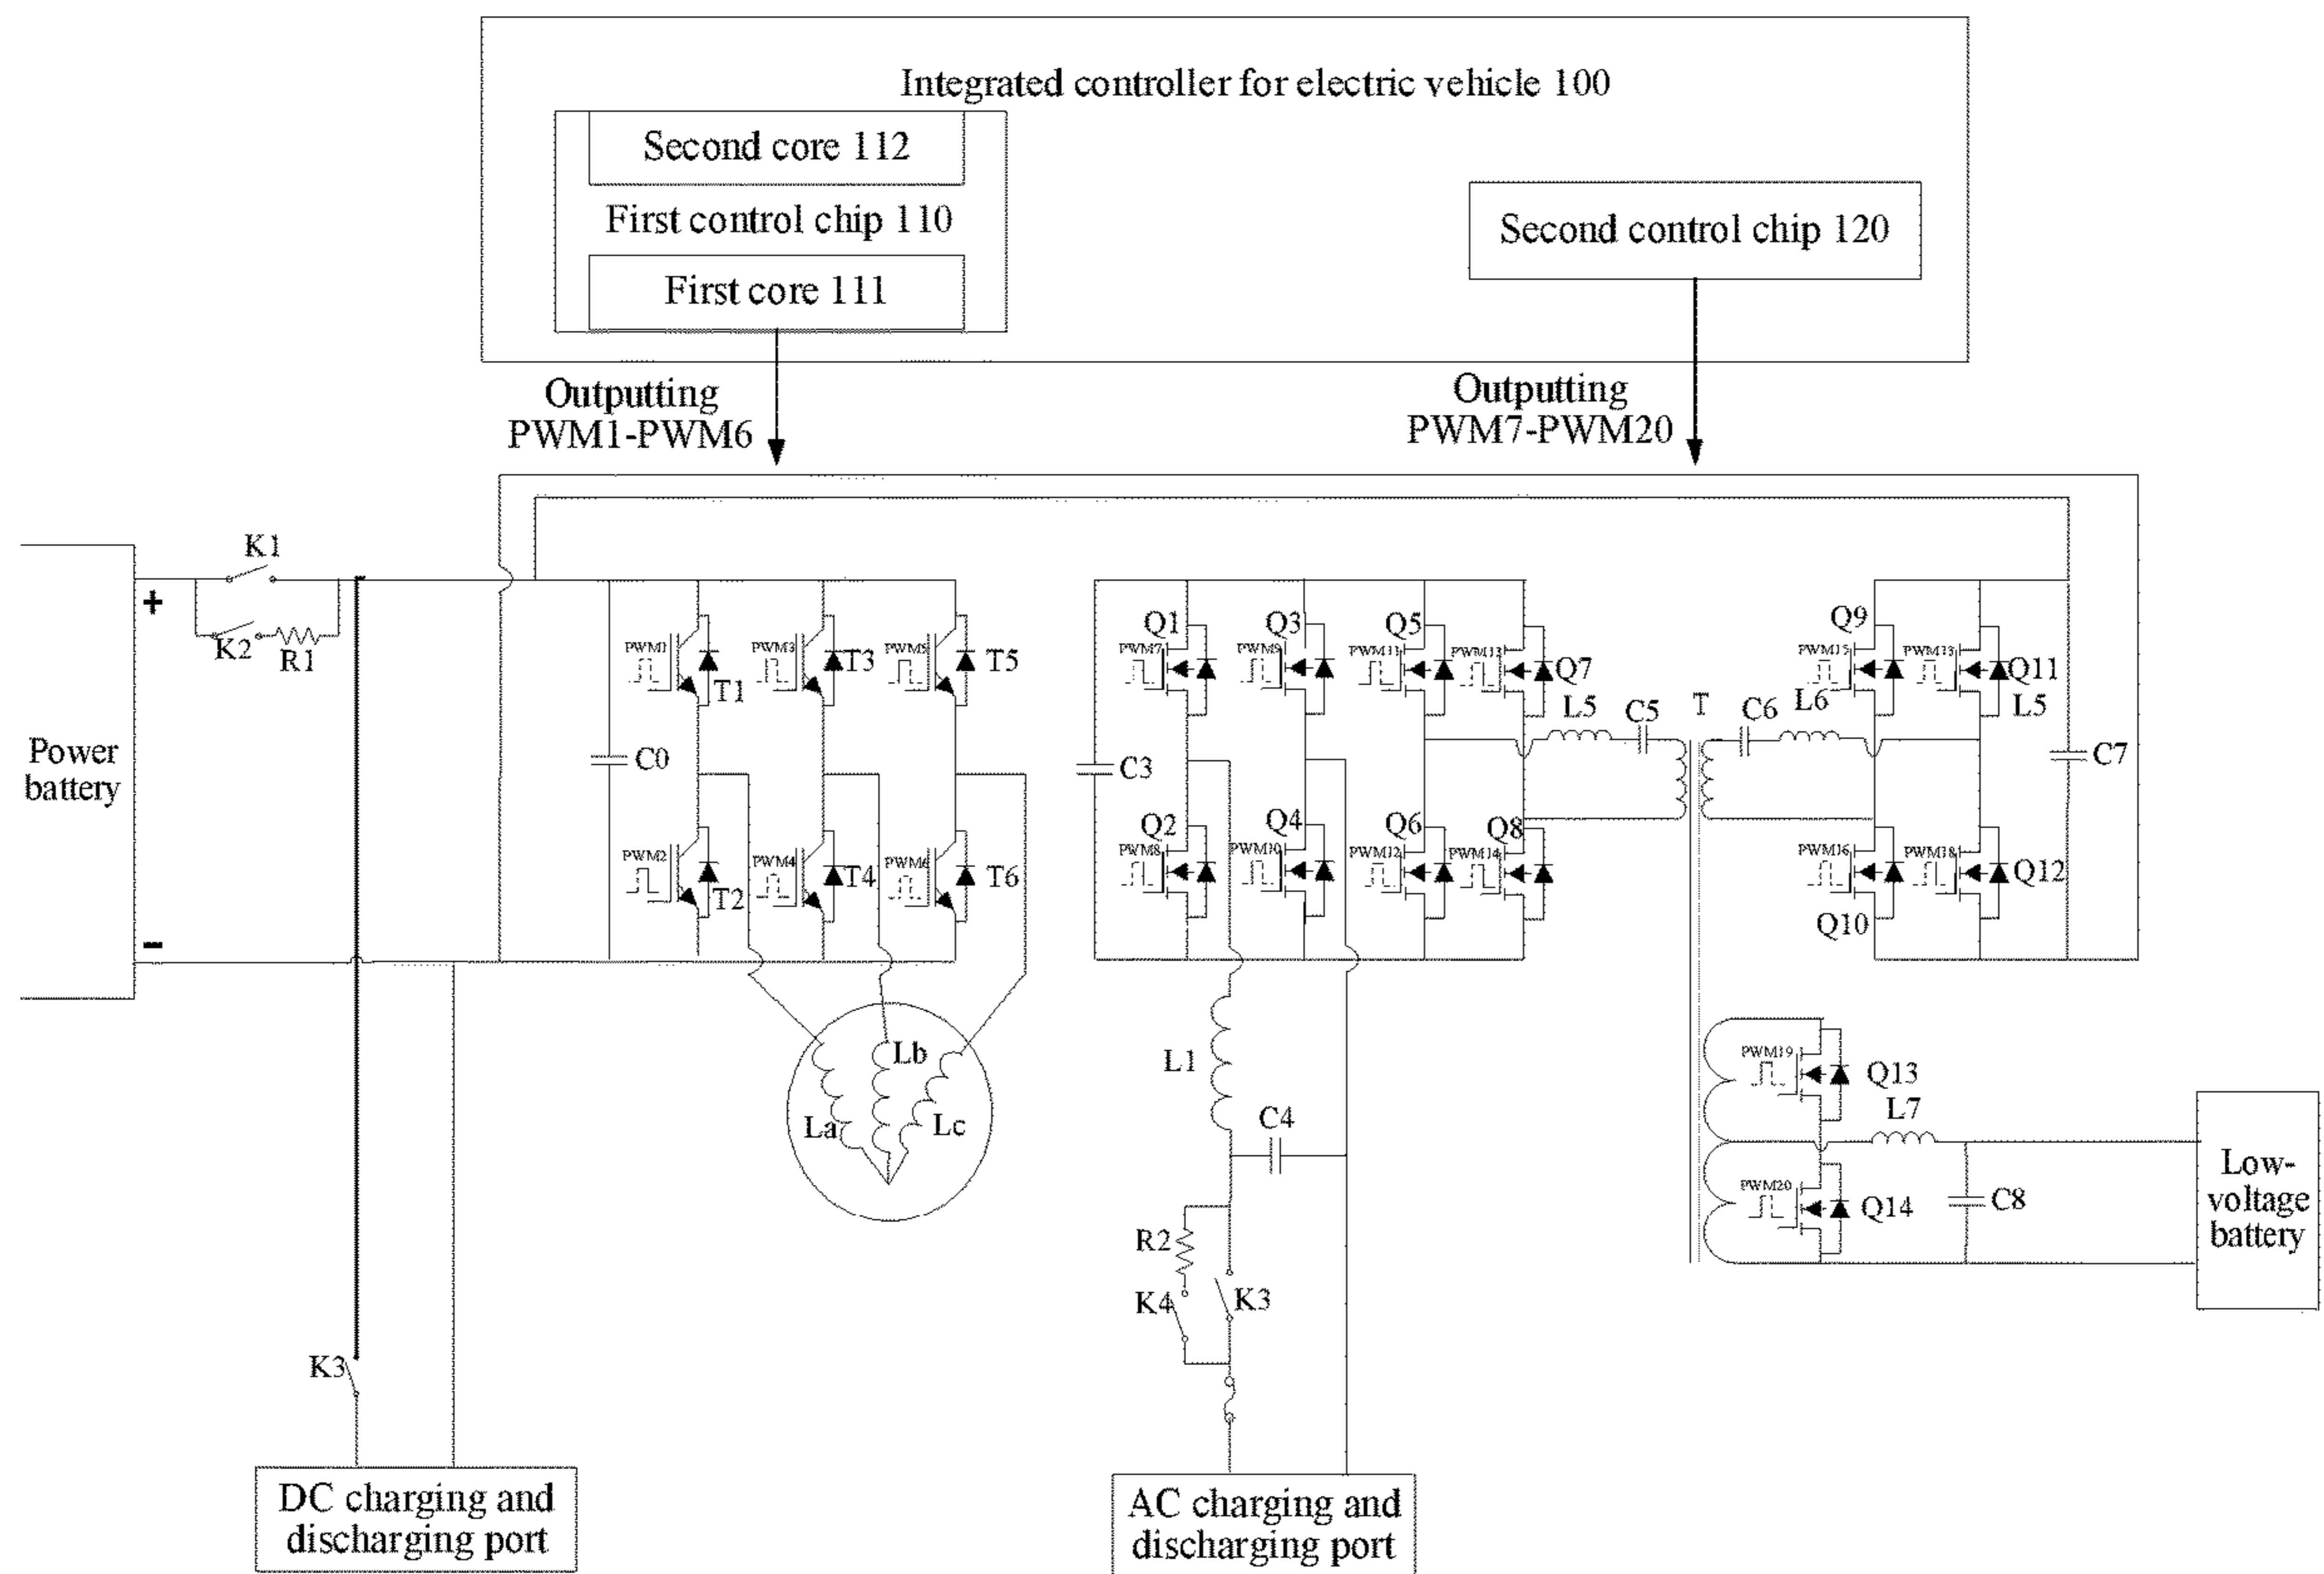 Integrated controller for electric vehicle 100
Second core 112
First control chip 110
First core 111
Second control chip 120
Outputting
PWM1-PWM6
Outputting
PWM7-PWM20
Power
battery
+
-
K1
K2
R1
C0
PWM1
T1
PWM3
T3
PWM5
T5
PWM2
T2
PWM4
T4
PWM6
T6
La
Lb
Lc
C3
Q1
PWM7
Q3
PWM9
Q5
PWM11
PWM13
Q7
Q2
PWM8
Q4
PWM10
Q6
PWM12
Q8
PWM14
L5
C5
T
C6
L6
Q9
PWM15
PWM13
Q11
L5
C7
PWM16
Q10
PWM18
Q12
L1
C4
R2
K4
K3
PWM19
Q13
L7
PWM20
Q14
C8
Low-
voltage
battery
K3
DC charging and
discharging port
AC charging and
discharging port